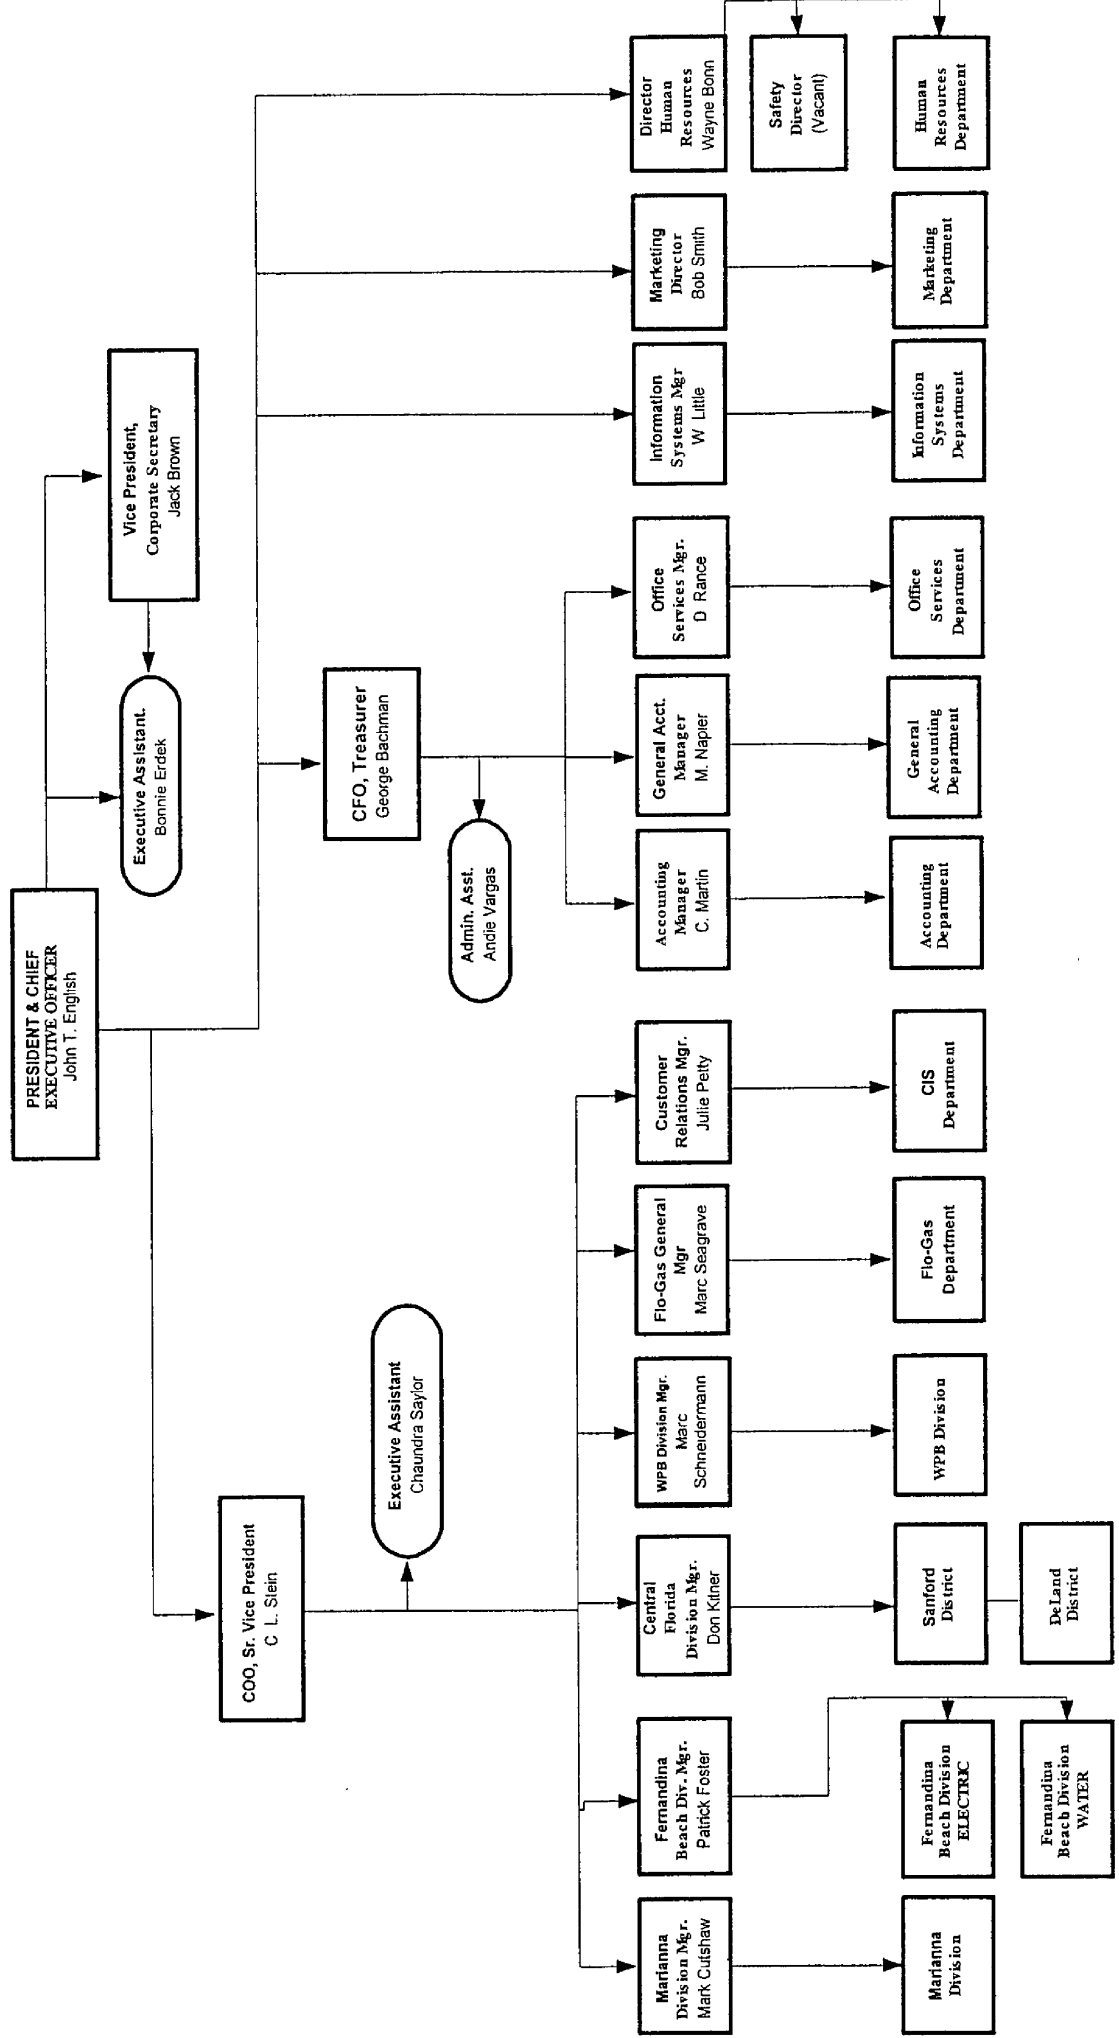 PRESIDENT & CHIEF
EXECUTIVE OFFICER
John T. English
Executive Assistant.
Bonnie Erdek
Vice President,
Corporate Secretary
Jack Brown
COO, Sr. Vice President
C L. Stein
Executive Assistant
Chaundra Saylor
CFO, Treasurer
George Bachman
Admin. Asst.
Andie Vargas
Marianna
Division Mgr.
Mark Cutshaw
Fernandina
Beach Div. Mgr.
Patrick Foster
Central
Florida
Division Mgr.
Don Kitner
WPB Division Mgr.
Marc
Schneidermann
Flo-Gas General
Mgr
Marc Seagrave
Customer
Relations Mgr.
Julie Petty
Accounting
Manager
C. Martin
General Acct.
Manager
M. Napier
Office
Services Mgr.
D Rance
Information
Systems Mgr
W Little
Marketing
Director
Bob Smith
Director
Human
Resources
Wayne Bonn
Safety
Director
(Vacant)
Marianna
Division
Fernandina
Beach Division
ELECTRIC
Fernandina
Beach Division
WATER
Sanford
District
DeLand
District
WPB Division
Flo-Gas
Department
CIS
Department
Accounting
Department
General
Accounting
Department
Office
Services
Department
Information
Systems
Department
Marketing
Department
Human
Resources
Department